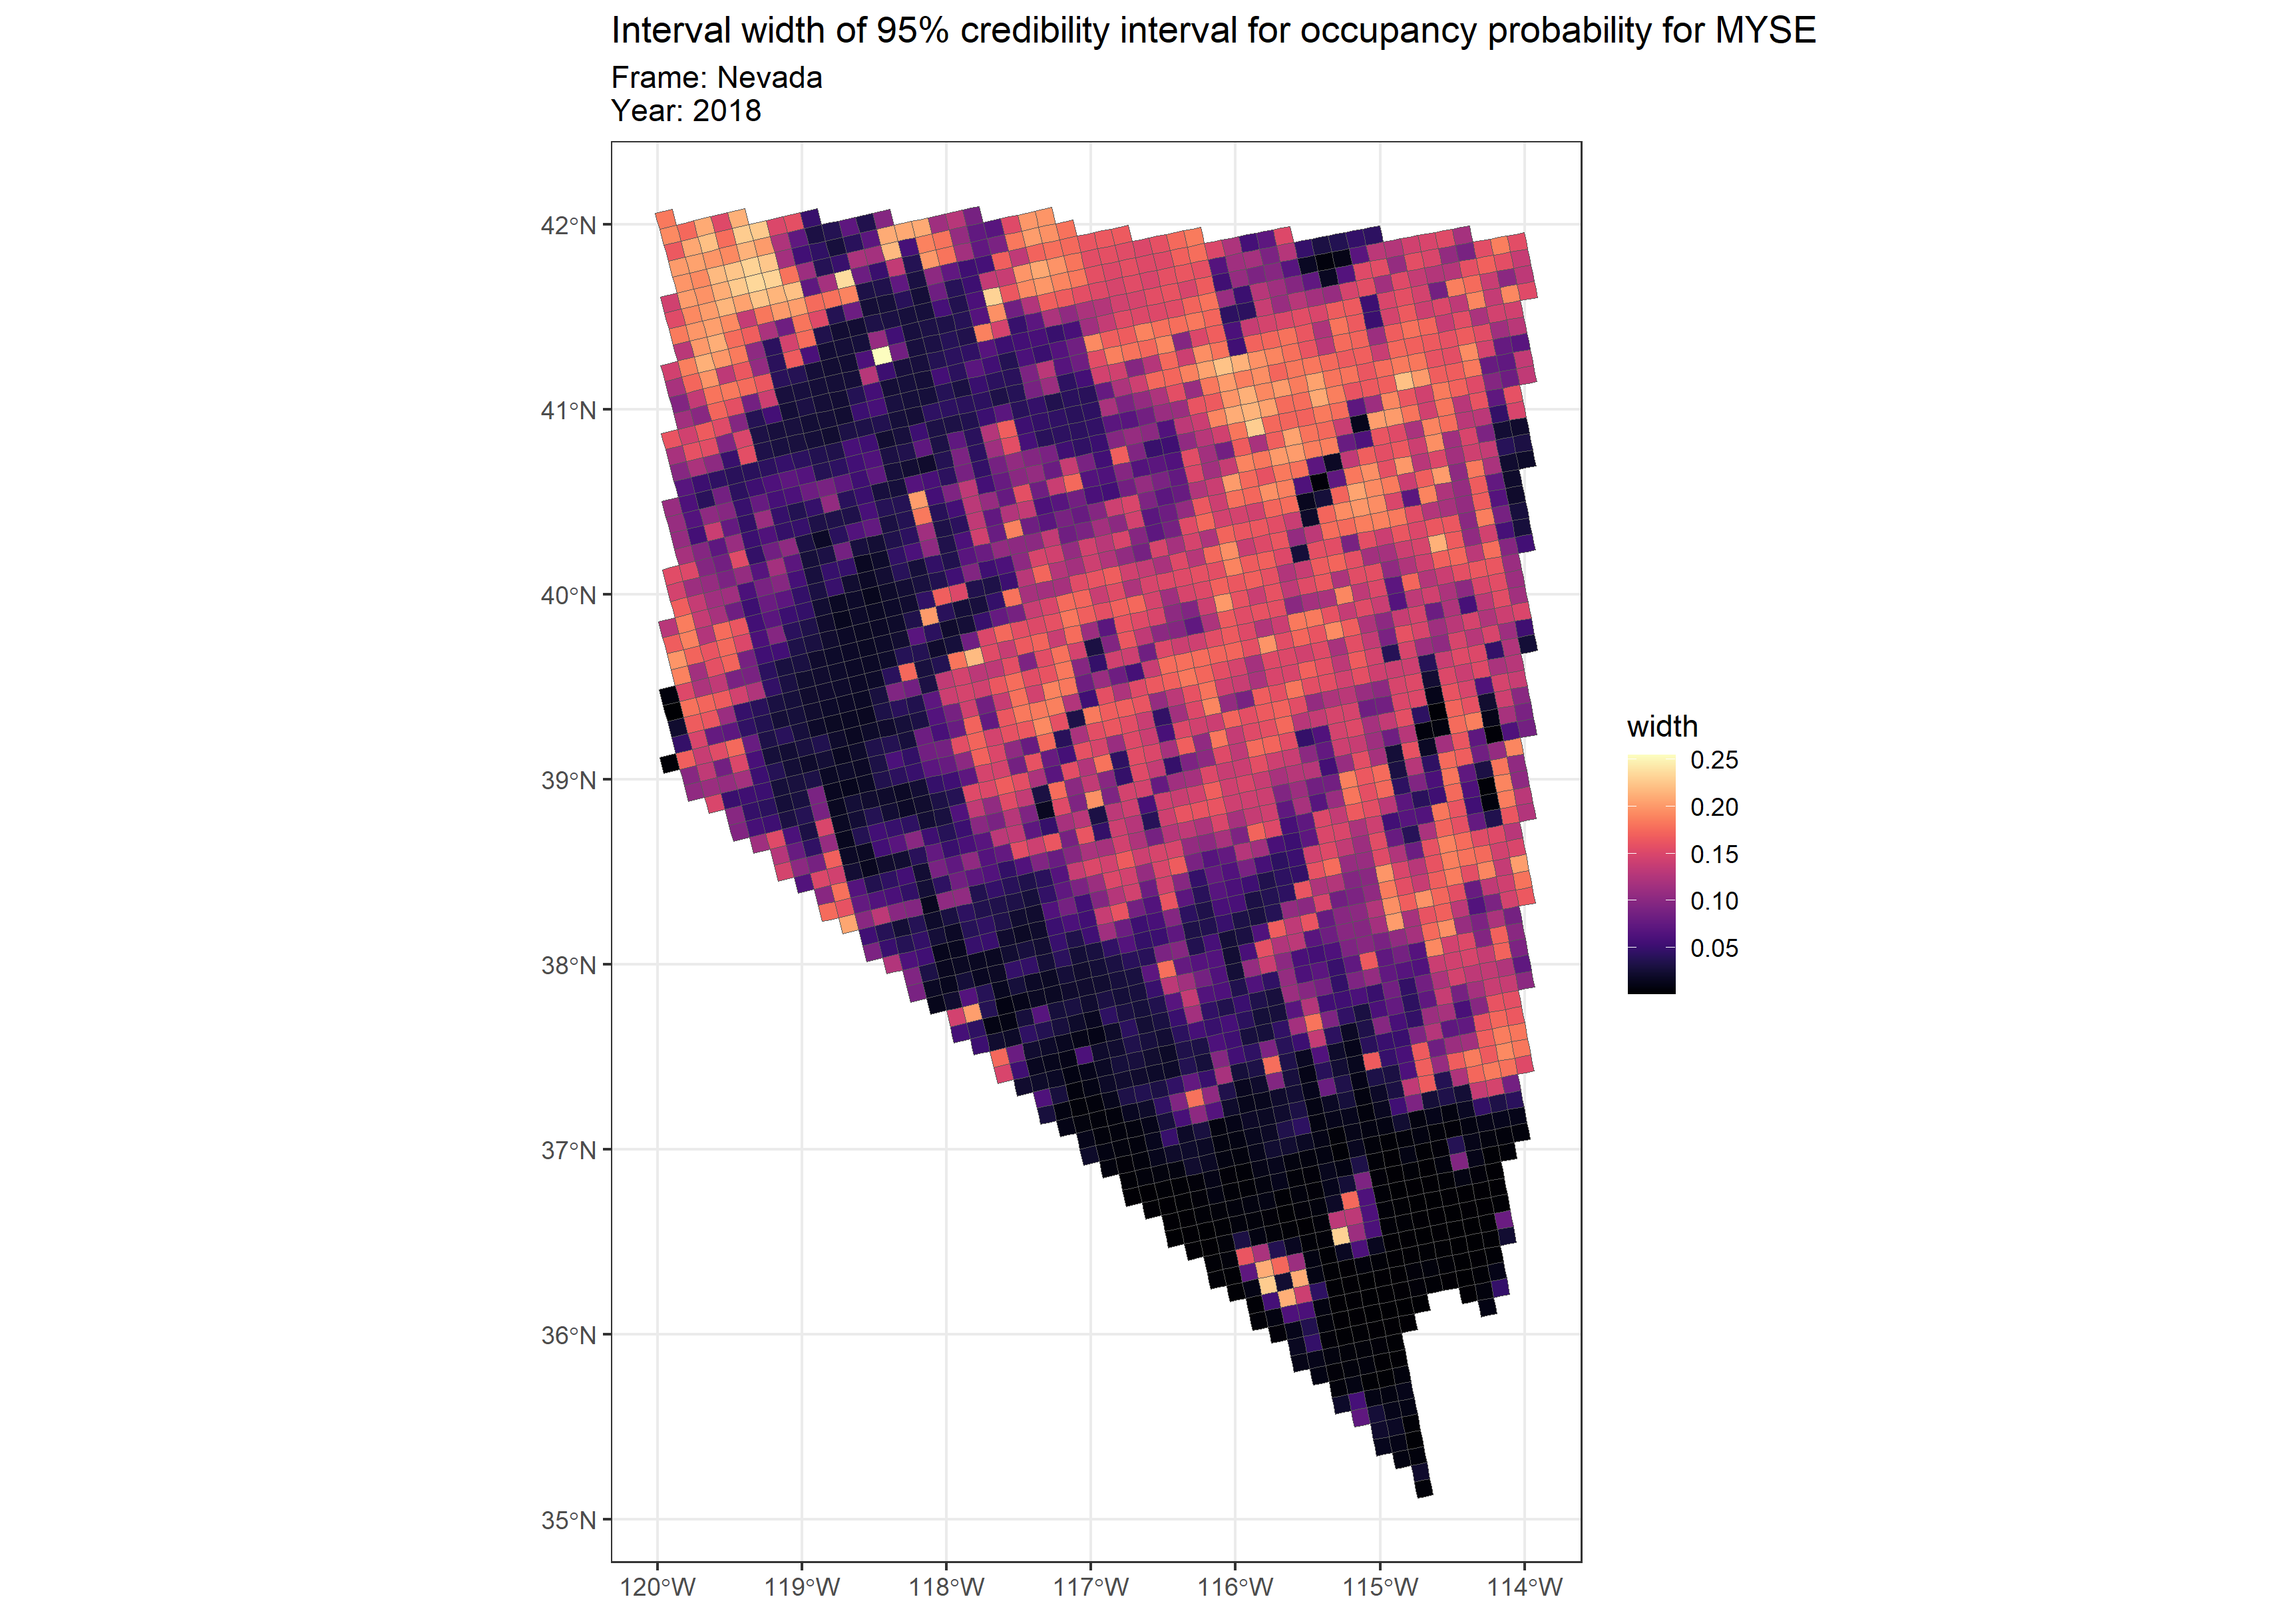 Interval width of 95% credibility interval for occupancy probability for MYSE
Frame: Nevada
Year: 2018
42°N
41°N
40°N
39°N
38°N
37°N
36°N
35°N
120°W 119°W 118°W 117°W 116°W 115°W 114°W
width
0.25
0.20
0.15
0.10
0.05